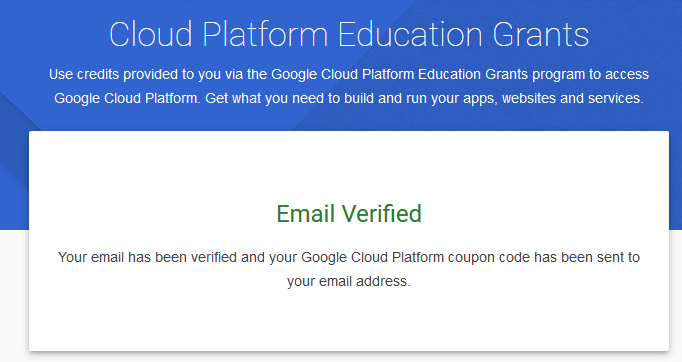 Cloud Platform Education Grants
Use credits provided to you via the Google Cloud Platform Education Grants program to access
Google Cloud Platform. Get what you need to build and run your apps, websites and services.
Email Verified
Your email has been verified and your Google Cloud Platform coupon code has been sent to
your email address.